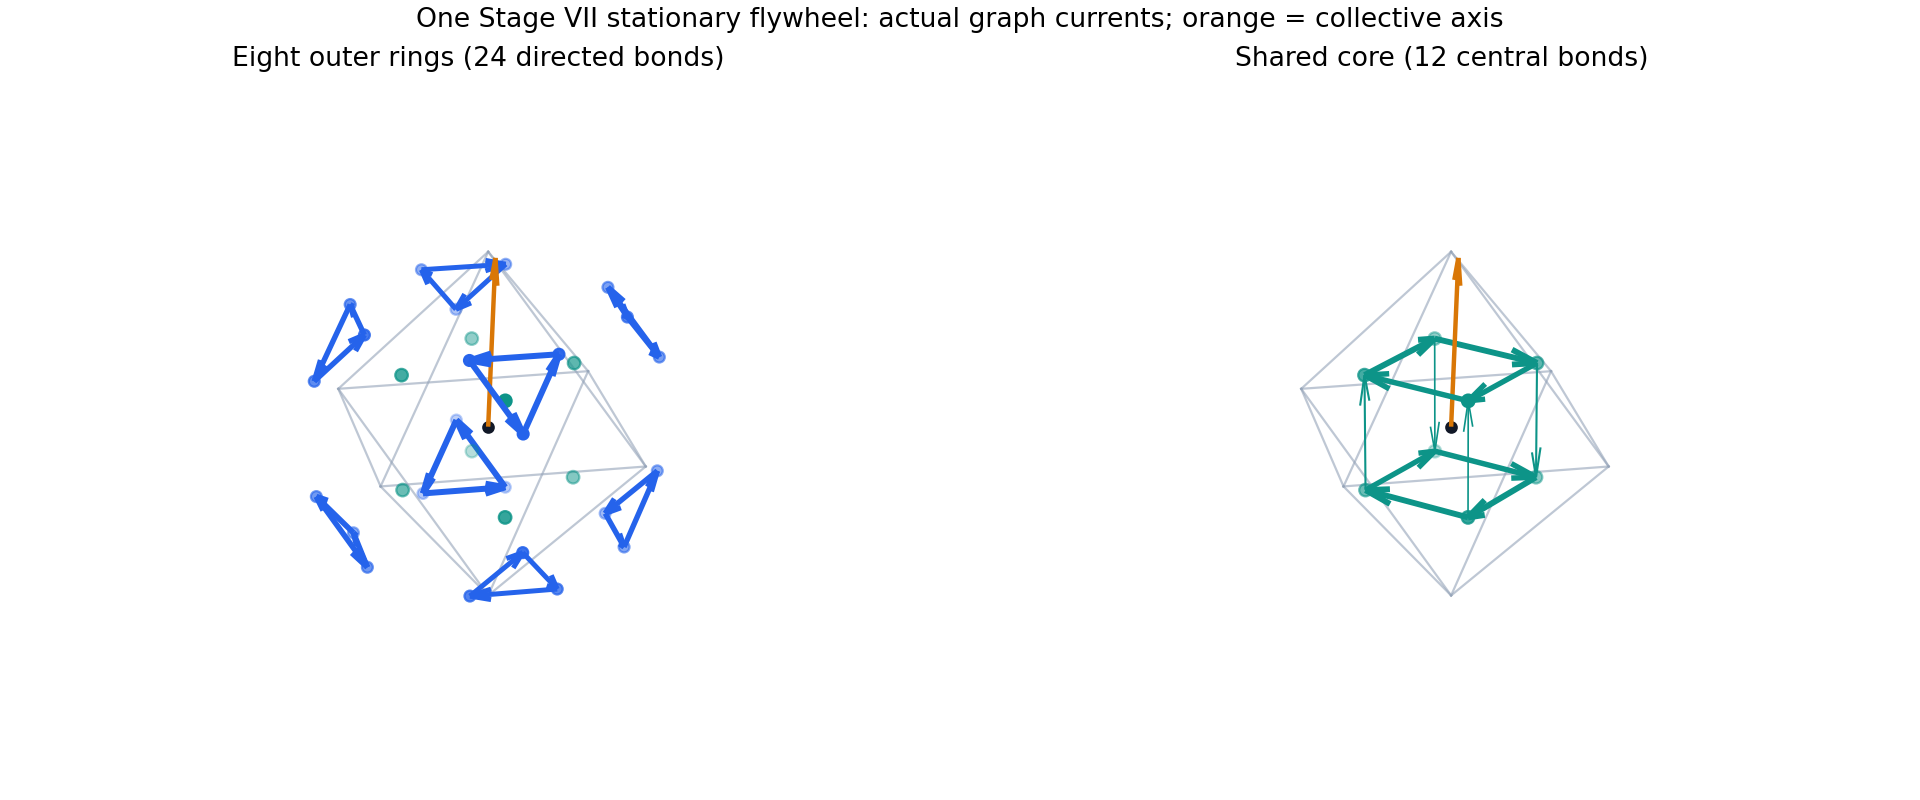 One Stage VII stationary flywheel: actual graph currents; orange = collective axis
Eight outer rings (24 directed bonds)
Shared core (12 central bonds)